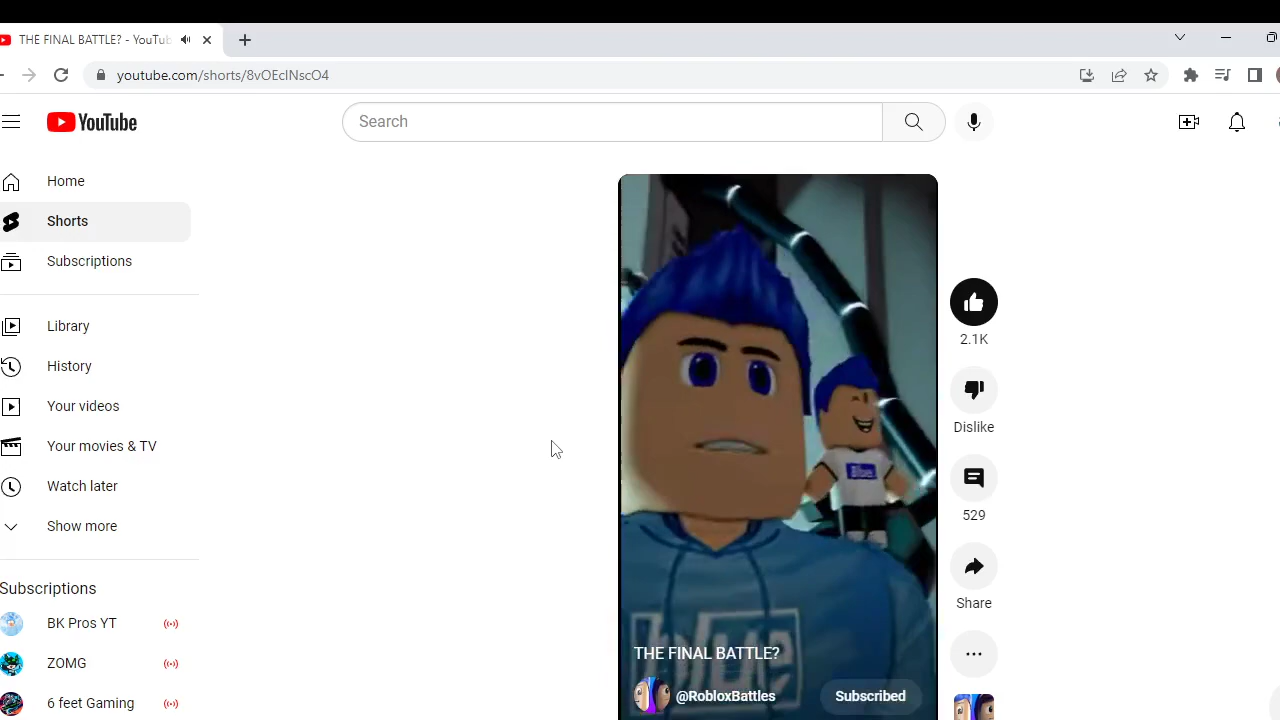 THE FINAL BATTLE? - YouTub
youtube.com/shorts/8vOEcINscO4
YouTube
Search
Home
Shorts
Subscriptions
Library
History
Your videos
Your movies & TV
Watch later
Show more
Subscriptions
BK Pros YT
ZOMG
6 feet Gaming
2.1K
Dislike
529
Share
Blue
blue
THE FINAL BATTLE?
@RobloxBattles
Subscribed